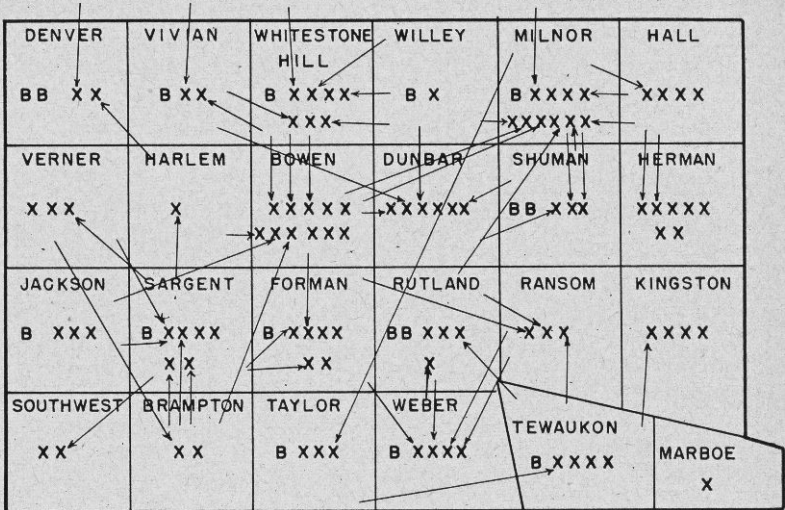 DENVER VIVIAN WHITESTONE WILLEY MILNOR HALL
HILL
BB XX B XX B XXXX B X B XXXX XXXX
XXX XXXXXX
VERNER HARLEM BOWEN DUNBAR SHUMAN HERMAN
XXX X XXXXX XXXXXX BB XXX XXXXX
XXX XXX XX
JACKSON SARGENT FORMAN RUTLAND RANSOM KINGSTON
B XXX B XXXX B XXXX BB XXX XXX XXXX
X X XX X
SOUTHWEST BRAMPTON TAYLOR WEBER TEWAUKON MARBOE
XX XX B XXX B XXXX B XXXX X